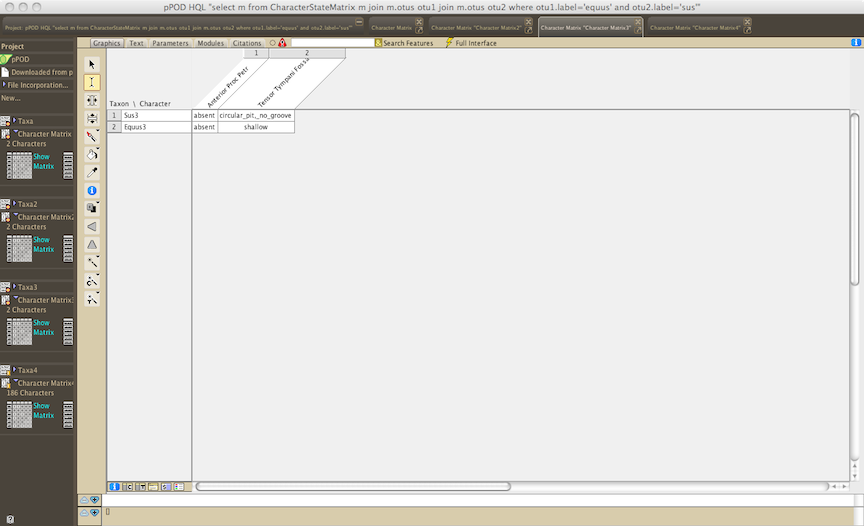 pPOD HQL "select m from CharacterStateMatrix m join m.otus otu1 join m.otus otu2 where otu1.label='equus' and otu2.label='sus'"
Project: pPOD HQL "select m from CharacterStateMatrix m join m.otus otu1 join m.otus otu2 where otu1.label='equus' and otu2.label='sus'"
Character Matrix
Character Matrix "Character Matrix2"
Character Matrix "Character Matrix3"
Character Matrix "Character Matrix4"
Project
pPOD
Downloaded from p
File Incorporation...
New...
Taxa
Character Matrix
2 Characters
Show
Matrix
Taxa2
Character Matrix2
2 Characters
Show
Matrix
Taxa3
Character Matrix
2 Characters
Show
Matrix
Taxa4
Character Matrix
186 Characters
Show
Matrix
Graphics Text Parameters Modules Citations
Search Features
Full Interface
1 2
Anterior Proc Petr
Tensor Tympani Fossa
Taxon \ Character
1 Sus3 absent circular_pit,_no_groove
2 Equus3 absent shallow